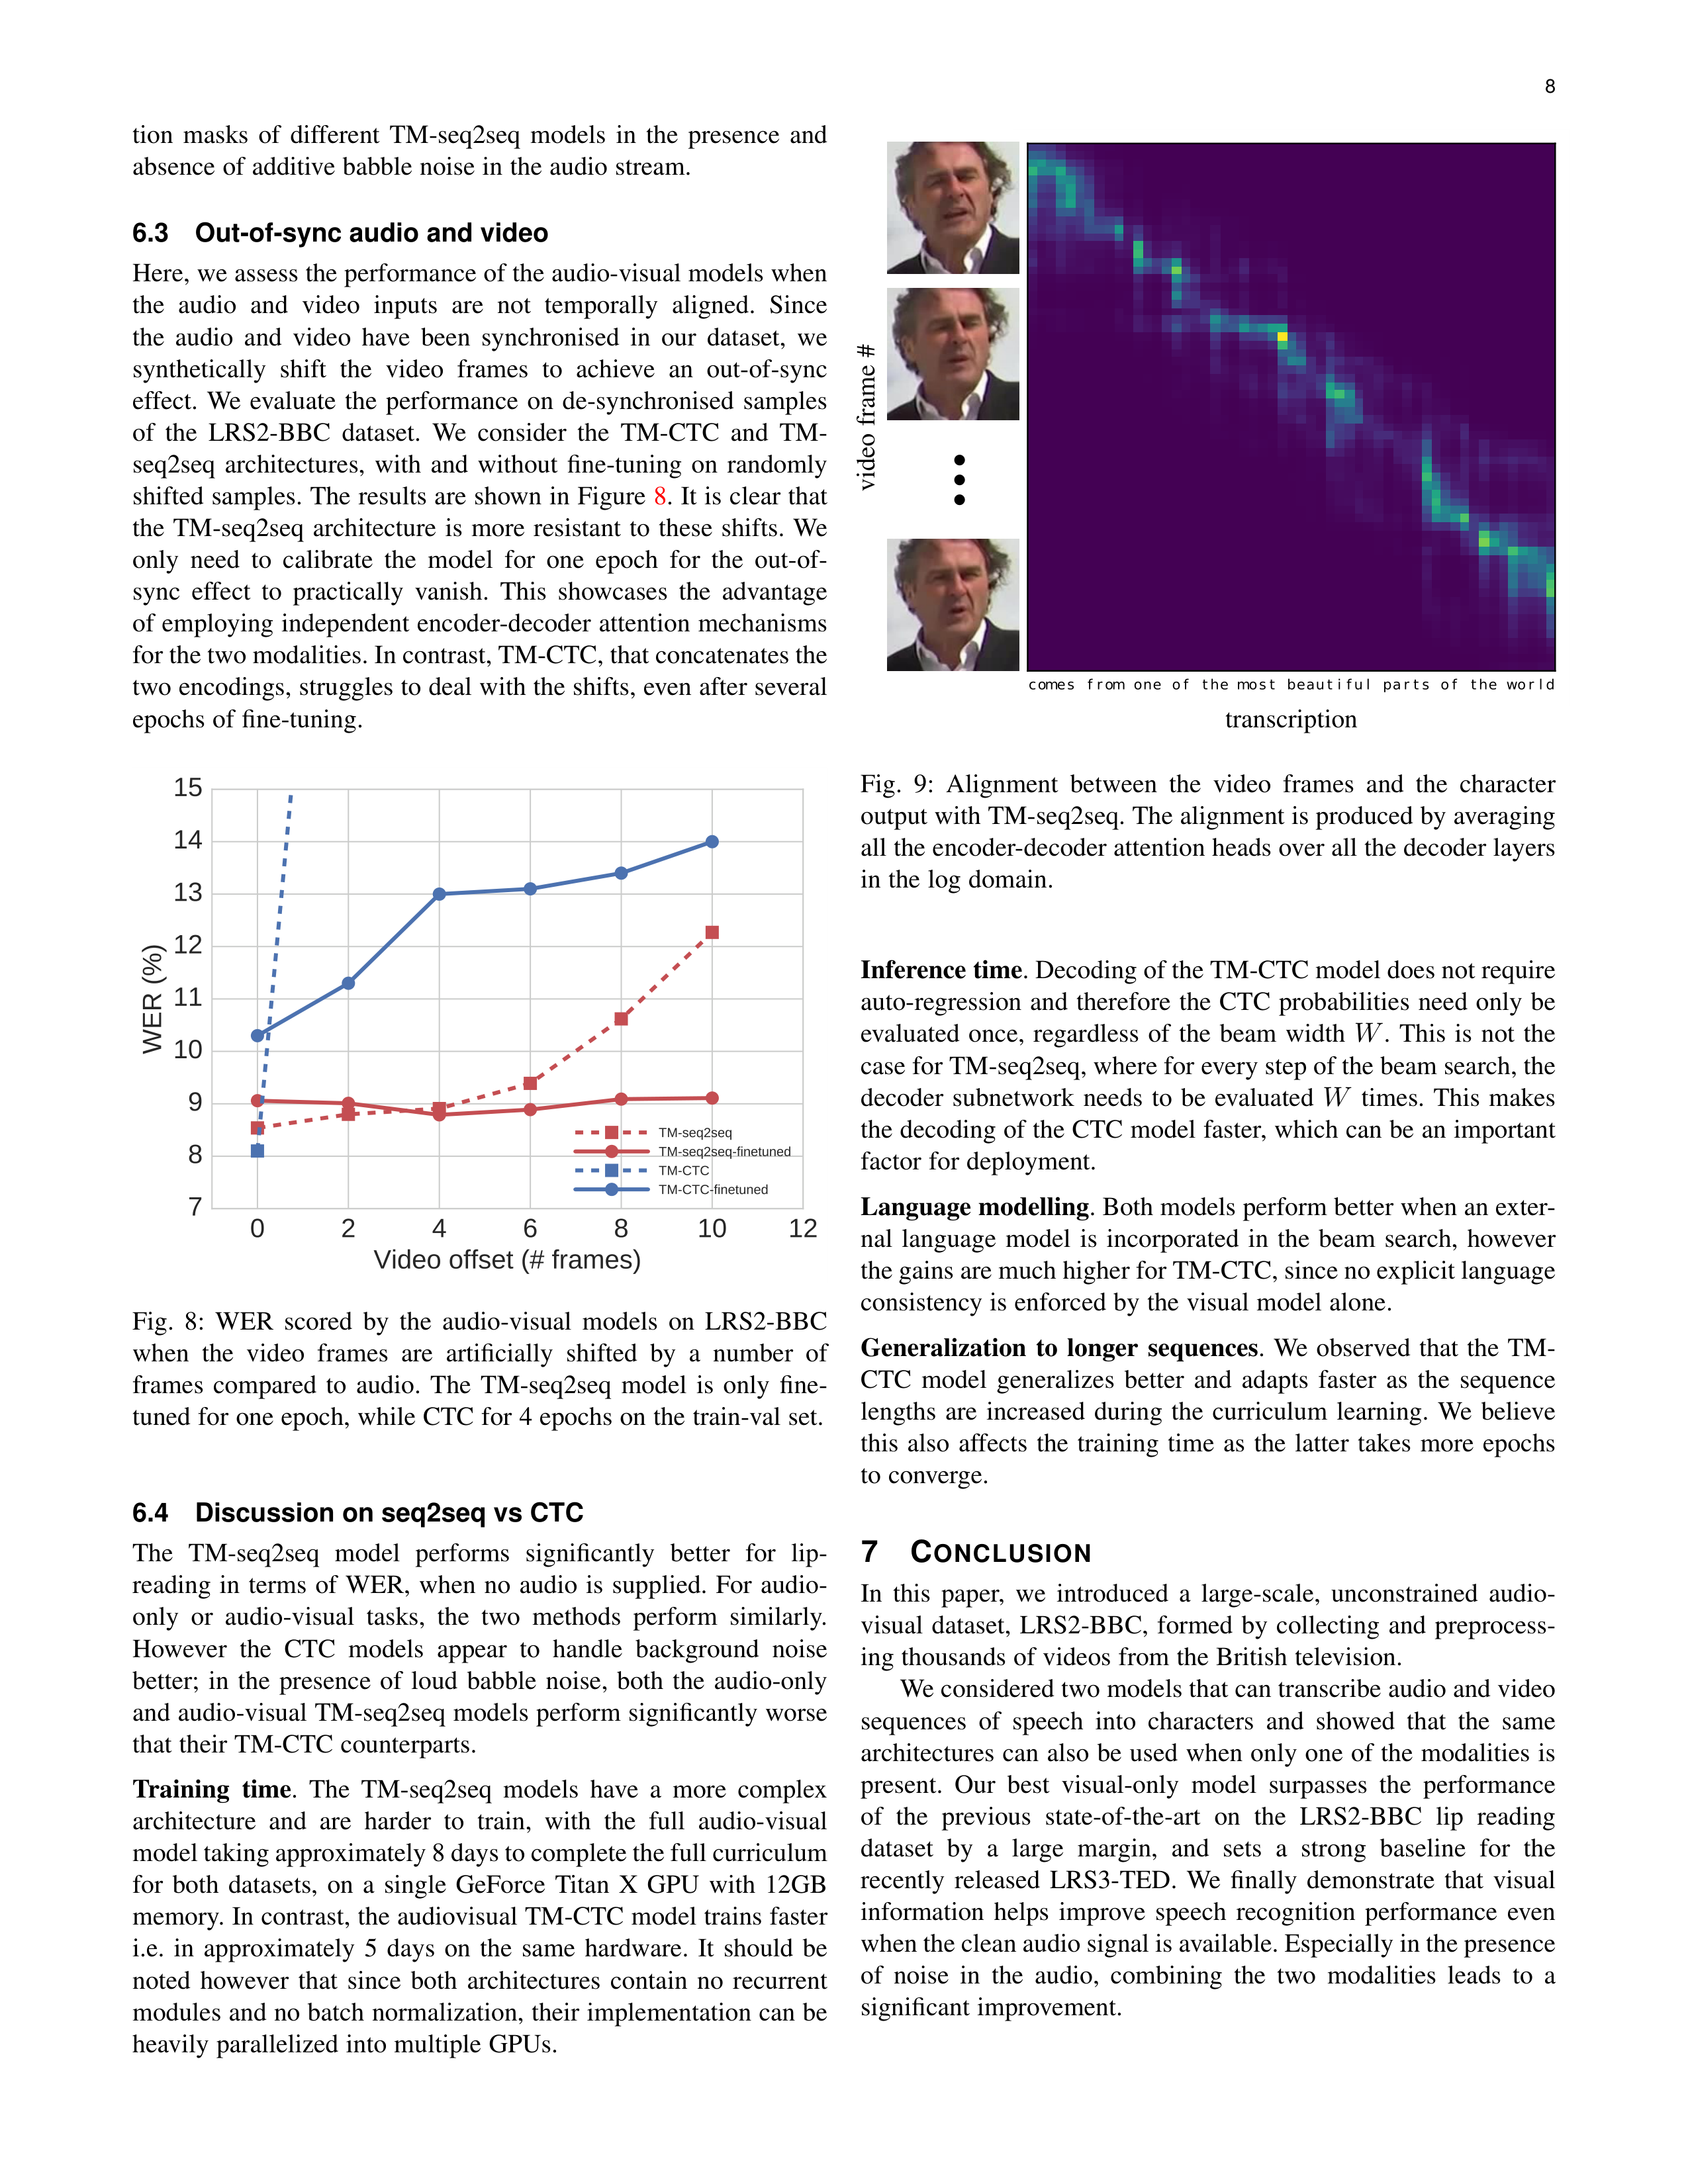 8
tion masks of different TM-seq2seq models in the presence and
absence of additive babble noise in the audio stream.
6.3 Out-of-sync audio and video
Here, we assess the performance of the audio-visual models when
the audio and video inputs are not temporally aligned. Since
the audio and video have been synchronised in our dataset, we
synthetically shift the video frames to achieve an out-of-sync
effect. We evaluate the performance on de-synchronised samples
of the LRS2-BBC dataset. We consider the TM-CTC and TM-
seq2seq architectures, with and without fine-tuning on randomly
shifted samples. The results are shown in Figure 8. It is clear that
the TM-seq2seq architecture is more resistant to these shifts. We
only need to calibrate the model for one epoch for the out-of-
sync effect to practically vanish. This showcases the advantage
of employing independent encoder-decoder attention mechanisms
for the two modalities. In contrast, TM-CTC, that concatenates the
two encodings, struggles to deal with the shifts, even after several
epochs of fine-tuning.
15
14
13
12
11
10
9
8
7
WER (%)
TM-seq2seq
TM-seq2seq-finetuned
TM-CTC
TM-CTC-finetuned
0 2 4 6 8 10 12
Video offset (# frames)
Fig. 8: WER scored by the audio-visual models on LRS2-BBC
when the video frames are artificially shifted by a number of
frames compared to audio. The TM-seq2seq model is only fine-
tuned for one epoch, while CTC for 4 epochs on the train-val set.
6.4 Discussion on seq2seq vs CTC
The TM-seq2seq model performs significantly better for lip-
reading in terms of WER, when no audio is supplied. For audio-
only or audio-visual tasks, the two methods perform similarly.
However the CTC models appear to handle background noise
better; in the presence of loud babble noise, both the audio-only
and audio-visual TM-seq2seq models perform significantly worse
that their TM-CTC counterparts.
Training time. The TM-seq2seq models have a more complex
architecture and are harder to train, with the full audio-visual
model taking approximately 8 days to complete the full curriculum
for both datasets, on a single GeForce Titan X GPU with 12GB
memory. In contrast, the audiovisual TM-CTC model trains faster
i.e. in approximately 5 days on the same hardware. It should be
noted however that since both architectures contain no recurrent
modules and no batch normalization, their implementation can be
heavily parallelized into multiple GPUs.
video frame #
comes from one of the most beautiful parts of the world
transcription
Fig. 9: Alignment between the video frames and the character
output with TM-seq2seq. The alignment is produced by averaging
all the encoder-decoder attention heads over all the decoder layers
in the log domain.
Inference time. Decoding of the TM-CTC model does not require
auto-regression and therefore the CTC probabilities need only be
evaluated once, regardless of the beam width W. This is not the
case for TM-seq2seq, where for every step of the beam search, the
decoder subnetwork needs to be evaluated W times. This makes
the decoding of the CTC model faster, which can be an important
factor for deployment.
Language modelling. Both models perform better when an exter-
nal language model is incorporated in the beam search, however
the gains are much higher for TM-CTC, since no explicit language
consistency is enforced by the visual model alone.
Generalization to longer sequences. We observed that the TM-
CTC model generalizes better and adapts faster as the sequence
lengths are increased during the curriculum learning. We believe
this also affects the training time as the latter takes more epochs
to converge.
7 CONCLUSION
In this paper, we introduced a large-scale, unconstrained audio-
visual dataset, LRS2-BBC, formed by collecting and preprocess-
ing thousands of videos from the British television.
We considered two models that can transcribe audio and video
sequences of speech into characters and showed that the same
architectures can also be used when only one of the modalities is
present. Our best visual-only model surpasses the performance
of the previous state-of-the-art on the LRS2-BBC lip reading
dataset by a large margin, and sets a strong baseline for the
recently released LRS3-TED. We finally demonstrate that visual
information helps improve speech recognition performance even
when the clean audio signal is available. Especially in the presence
of noise in the audio, combining the two modalities leads to a
significant improvement.